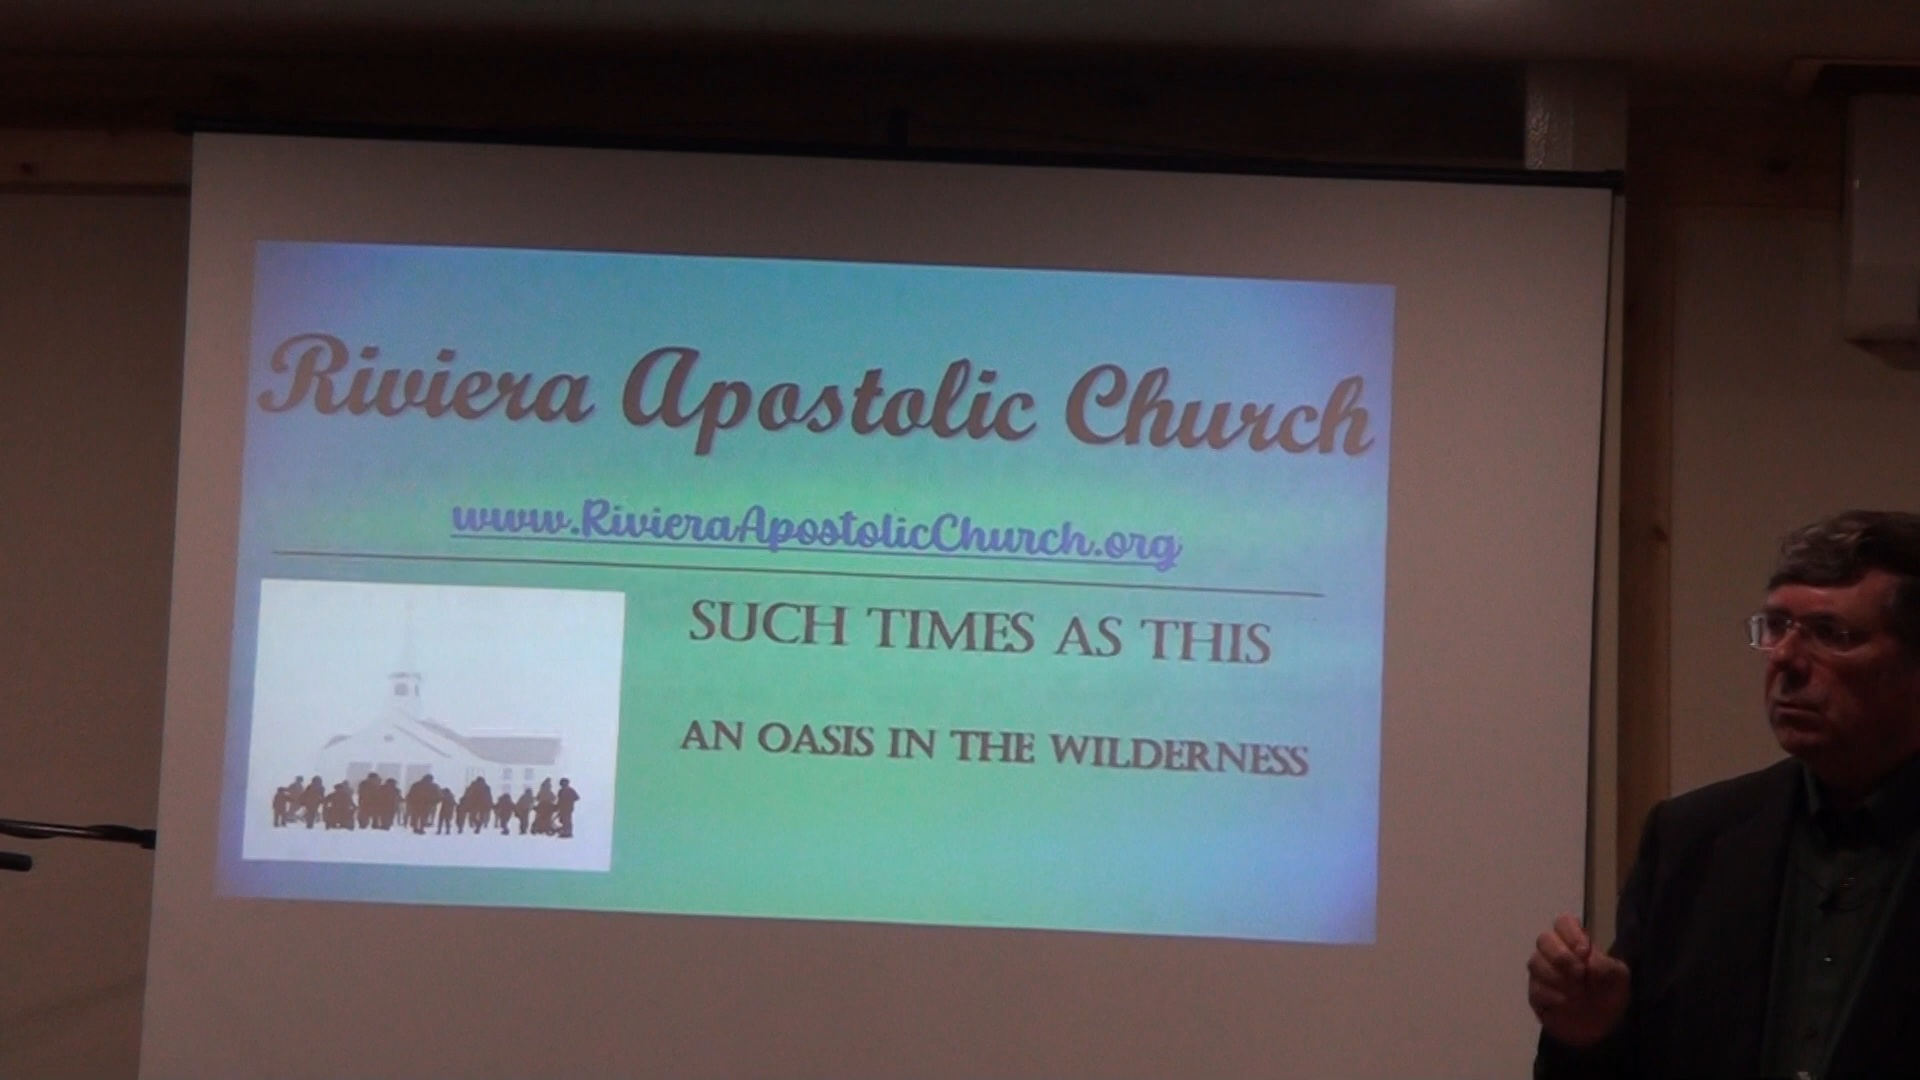 Riviera Apostolic Church
www.RivieraApostolicChurch.org
SUCH TIMES AS THIS
AN OASIS IN THE WILDERNESS